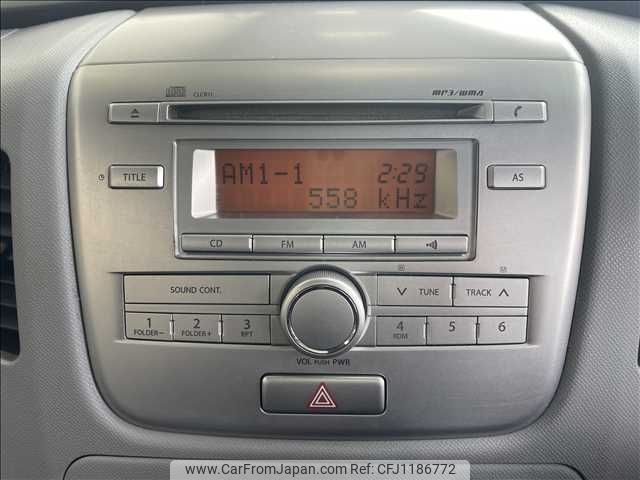 CLCR11 MP3/WMA
TITLE AS
AM1-1 2:29
558 kHz
CD FM AM
SOUND CONT. TUNE TRACK
1 2 3 4 5 6
FOLDER- FOLDER+ RPT RDM
VOL PUSH PWR
www.CarFromJapan.com CFJ1186772